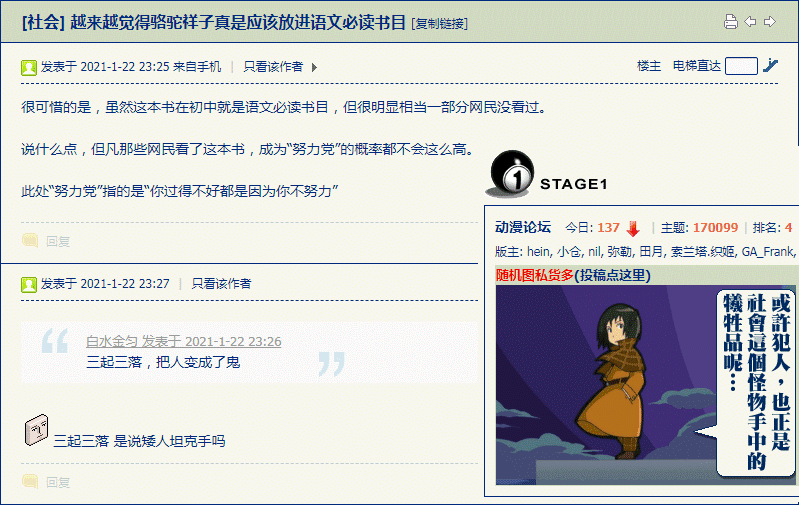 [社会] 越来越觉得骆驼祥子真是应该放进语文必读书目 [复制链接]
发表于 2021-1-22 23:25 来自手机 | 只看该作者
楼主 电梯直达
很可惜的是，虽然这本书在初中就是语文必读书目，但很明显相当一部分网民没看过。
说什么点，但凡那些网民看了这本书，成为“努力党”的概率都不会这么高。
此处“努力党”指的是“你过得不好都是因为你不努力”
回复
发表于 2021-1-22 23:27 | 只看该作者
白水金匀 发表于 2021-1-22 23:26
三起三落，把人变成了鬼
三起三落 是说矮人坦克手吗
回复
1 STAGE1
动漫论坛 今日: 137 | 主题: 170099 | 排名: 4
版主: hein, 小仓, nil, 弥勒, 田月, 索兰塔.织姬, GA_Frank,
随机图私货多(投稿点这里)
或許犯人，也正是
社會這個怪物手中的
犧牲品呢…